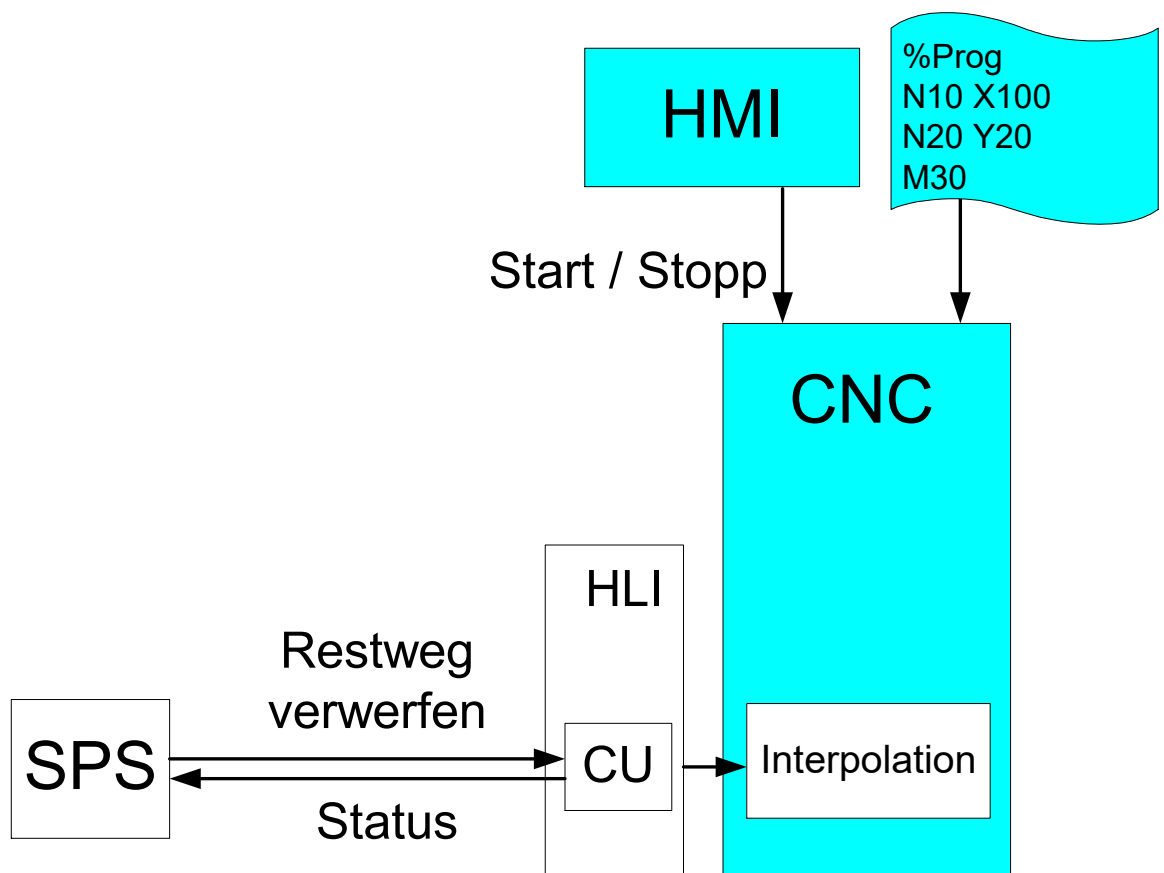 HMI
%Prog
N10 X100
N20 Y20
M30
Start / Stopp
CNC
HLI
Restweg
verwerfen
SPS
CU
Interpolation
Status